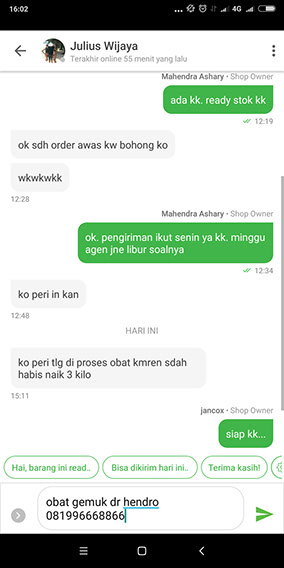 16:02
4G
Julius Wijaya
Terakhir online 55 menit yang lalu
Mahendra Ashary • Shop Owner
ada kk. ready stok kk
12:19
ok sdh order awas kw bohong ko
wkwkwkk
12:28
Mahendra Ashary • Shop Owner
ok. pengiriman ikut senin ya kk. minggu
agen jne libur soalnya
12:34
ko peri in kan
12:48
HARI INI
ko peri tlg di proses obat kmren sdah
habis naik 3 kilo
15:11
jancox • Shop Owner
siap kk...
Hai, barang ini read..
Bisa dikirim hari ini..
Terima kasih!
obat gemuk dr hendro
081996668866